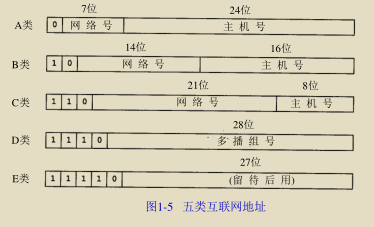 7位 24位
A类 0 网络号 主机号
14位 16位
B类 1 0 网络号 主机号
21位 8位
C类 1 1 0 网络号 主机号
28位
D类 1 1 1 0 多播组号
27位
E类 1 1 1 1 0 (留待后用)
图1-5 五类互联网地址